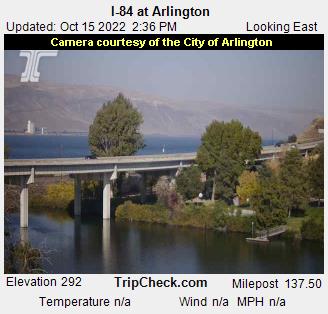 I-84 at Arlington
Updated: Oct 15 2022 2:36 PM Looking East
Camera courtesy of the City of Arlington
Elevation 292 TripCheck.com Milepost 137.50
Temperature n/a Wind n/a MPH n/a